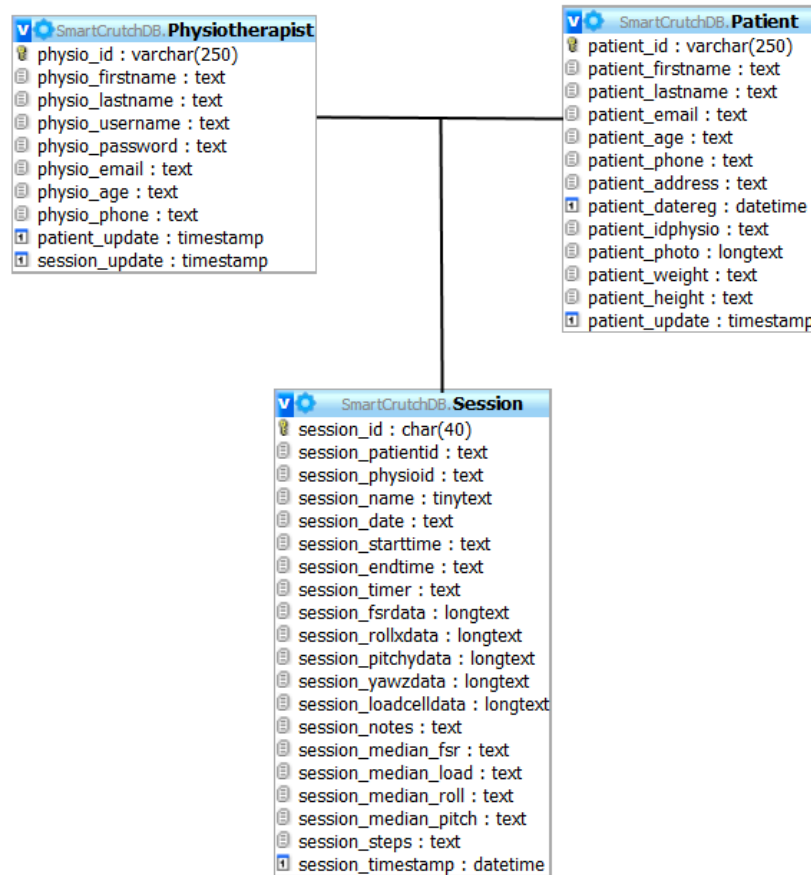 SmartCrutchDB.Physiotherapist
physio_id : varchar(250)
physio_firstname : text
physio_lastname : text
physio_username : text
physio_password : text
physio_email : text
physio_age : text
physio_phone : text
patient_update : timestamp
session_update : timestamp
SmartCrutchDB.Patient
patient_id : varchar(250)
patient_firstname : text
patient_lastname : text
patient_email : text
patient_age : text
patient_phone : text
patient_address : text
patient_datereg : datetime
patient_idphysio : text
patient_photo : longtext
patient_weight : text
patient_height : text
patient_update : timestamp
SmartCrutchDB.Session
session_id : char(40)
session_patientid : text
session_physioid : text
session_name : tinytext
session_date : text
session_starttime : text
session_endtime : text
session_timer : text
session_fsrdata : longtext
session_rollxdata : longtext
session_pitchydata : longtext
session_yawzdata : longtext
session_loadcelldata : longtext
session_notes : text
session_median_fsr : text
session_median_load : text
session_median_roll : text
session_median_pitch : text
session_steps : text
session_timestamp : datetime